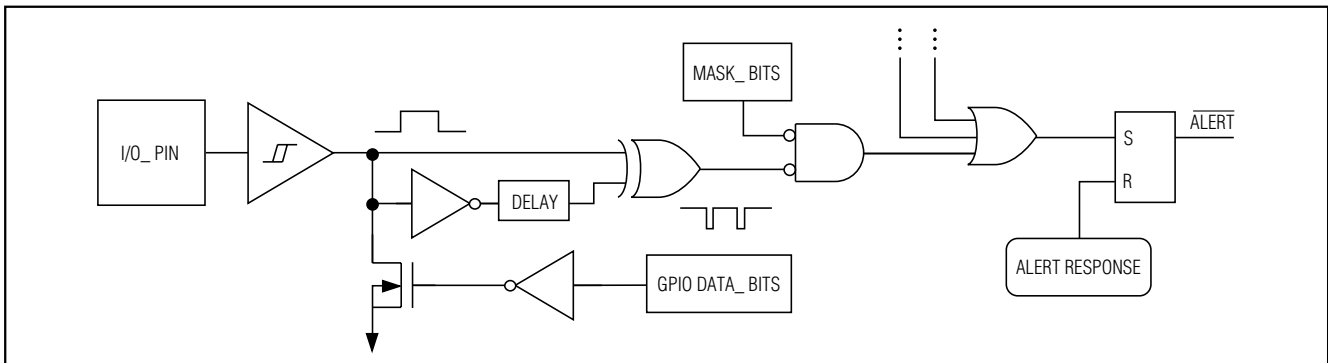 MASK_ BITS
I/O_ PIN
DELAY
GPIO DATA_ BITS
S
R
ALERT
ALERT RESPONSE